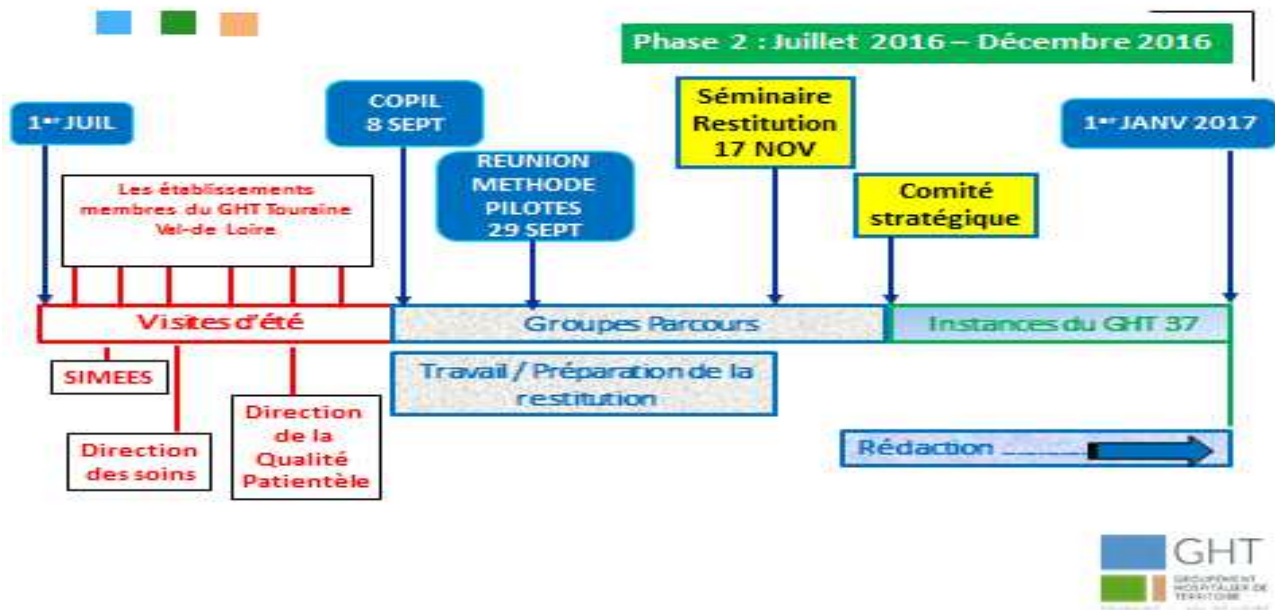 Phase 2 : Juillet 2016 – Décembre 2016
1er JUIL
COPIL
8 SEPT
REUNION
METHODE
PILOTES
29 SEPT
Séminaire
Restitution
17 NOV
Comité
stratégique
1er JANV 2017
Les établissements
membres du GHT Touraine
Val-de Loire
Visites d'été
Groupes Parcours
Instances du GHT 37
SIMEES
Direction
des soins
Direction
de la
Qualité
Patientèle
Travail / Préparation de la
restitution
Rédaction
GHT
GROUPEMENT
HOSPITALIER DE
TERRITOIRE